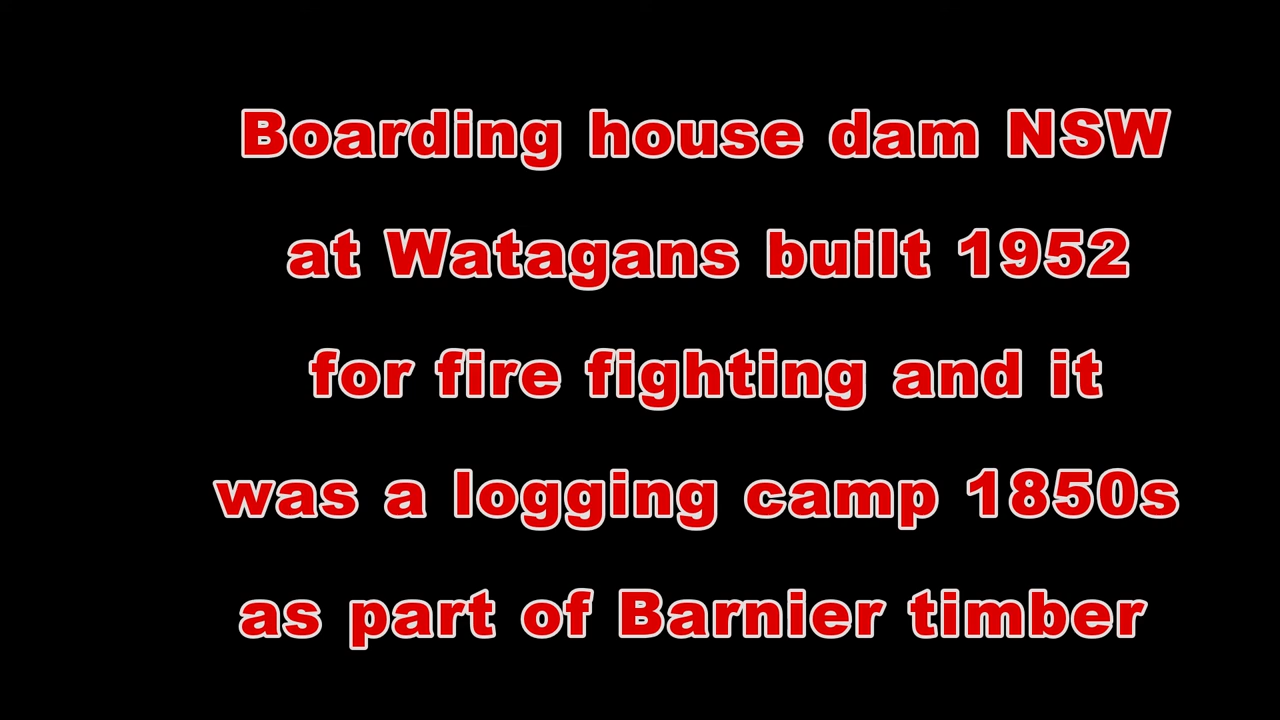 Boarding house dam NSW
at Watagans built 1952
for fire fighting and it
was a logging camp 1850s
as part of Barnier timber